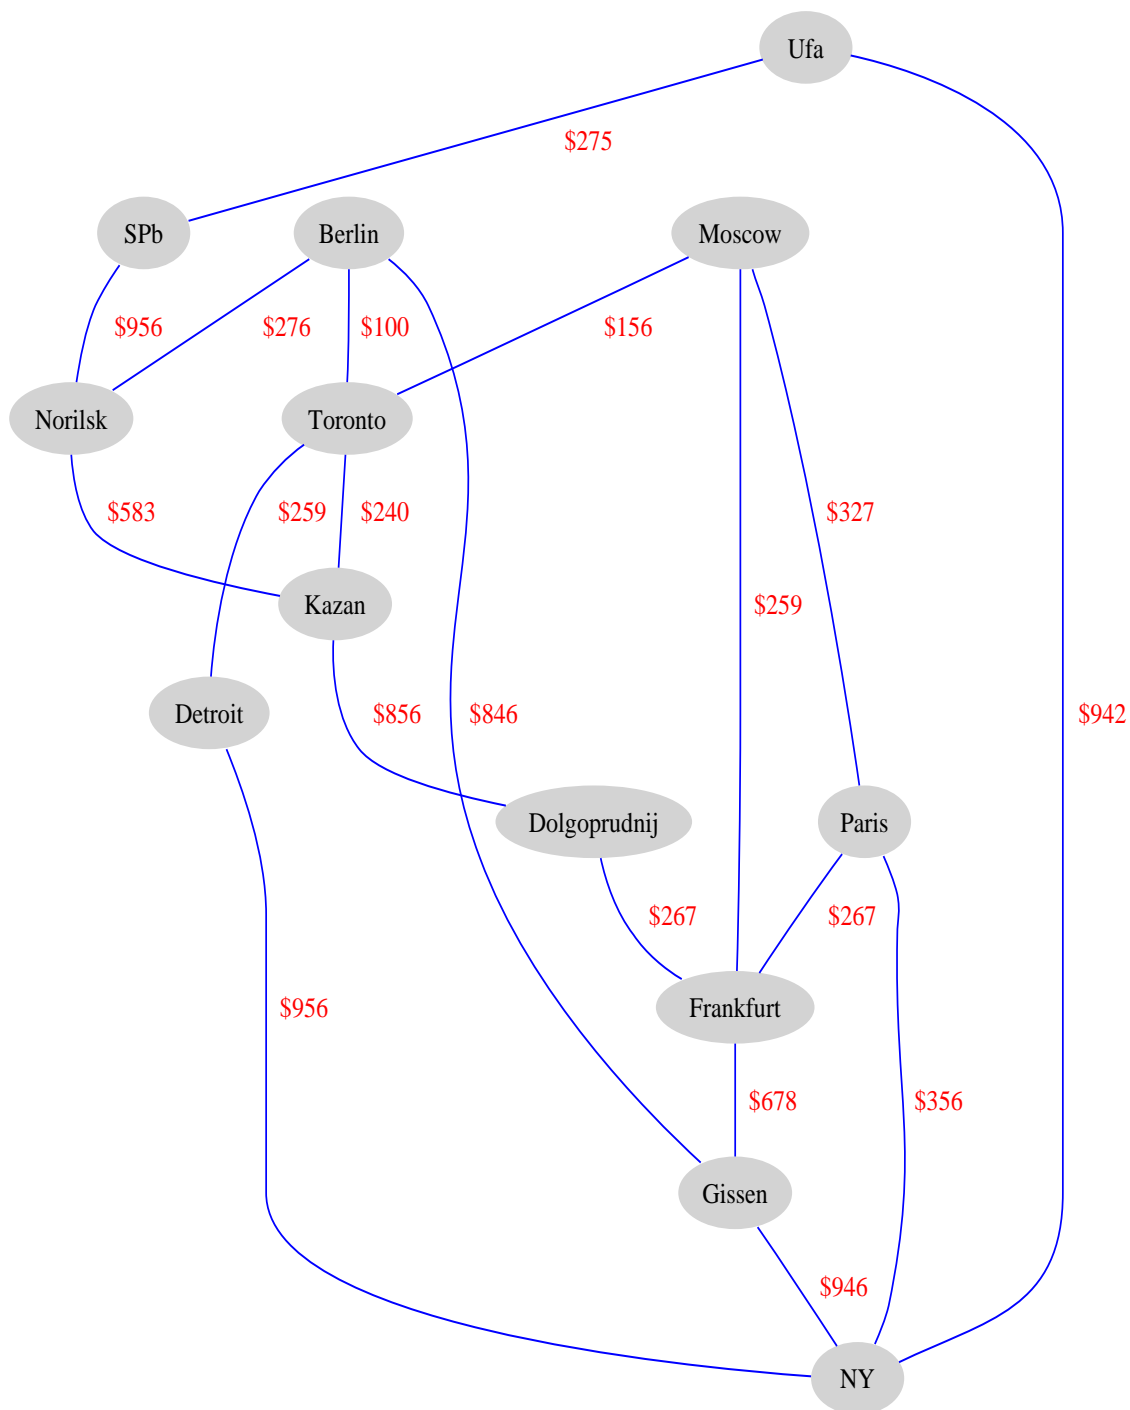 Ufa
$275
SPb
Berlin
Moscow
$956
$276
$100
$156
Norilsk
Toronto
$583
$259
$240
$327
Kazan
$259
Detroit
$856
$846
$942
Dolgoprudnij
Paris
$267
$267
$956
Frankfurt
$678
$356
Gissen
$946
NY